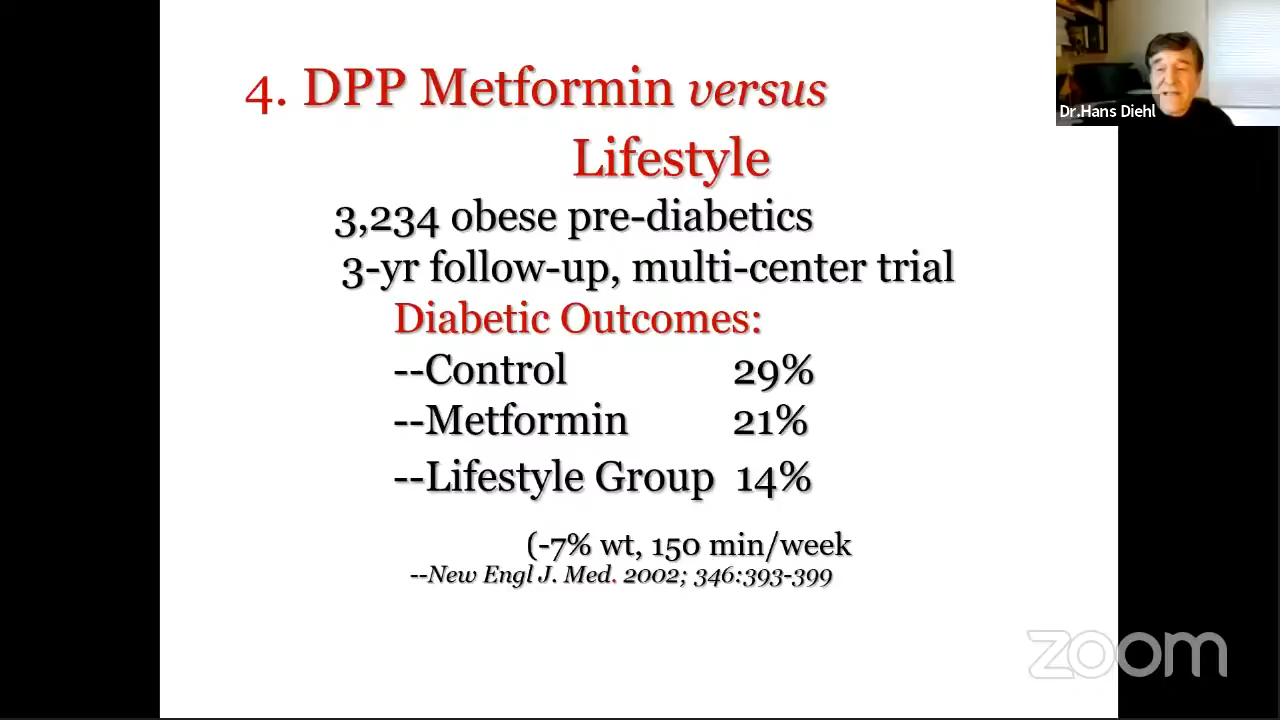 4. DPP Metformin versus
Lifestyle
3,234 obese pre-diabetics
3-yr follow-up, multi-center trial
Diabetic Outcomes:
--Control 29%
--Metformin 21%
--Lifestyle Group 14%
(-7% wt, 150 min/week
--New Engl J. Med. 2002; 346:393-399
Dr.Hans Diehl
zoom